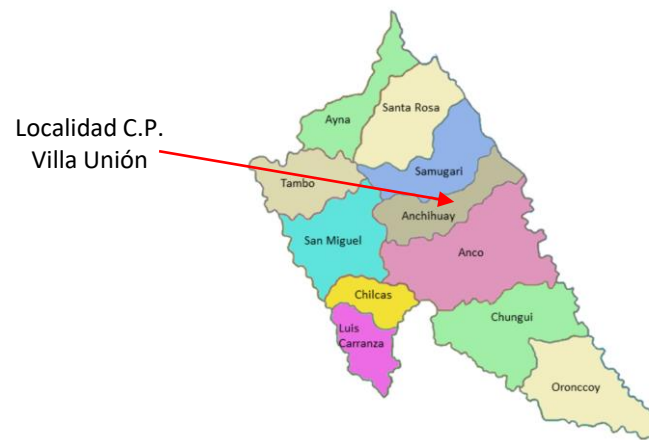 Localidad C.P.
Villa Unión
Ayna
Santa Rosa
Tambo
Samugari
Anchihuay
San Miguel
Anco
Chilcas
Luis
Carranza
Chungui
Oronccoy